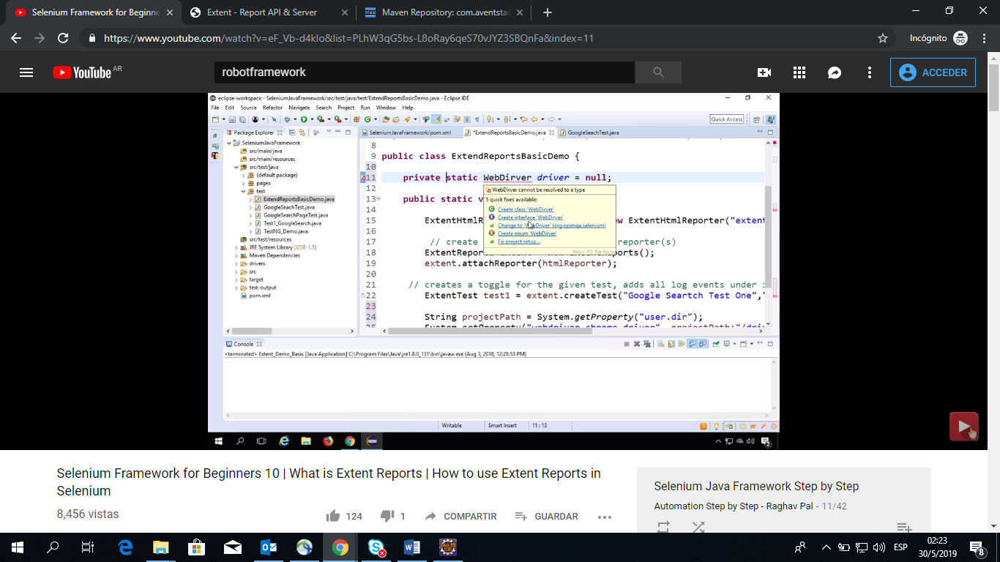 Selenium Framework for Beginne
Extent - Report API & Server
Maven Repository: com.aventsta
https://www.youtube.com/watch?v=eF_Vb-d4kIo&list=PLhW3qG5bs-L8oRay6qeS70vJYZ3SBQnFa&index=11
Incógnito
YouTube AR
robotframework
ACCEDER
eclipse-workspace - SeleniumJavaFramework/src/test/java/test/ExtendReportsBasicDemo.java - Eclipse IDE
File Edit Source Refactor Navigate Search Project Run Window Help
Quick Access
Package Explorer
SeleniumJavaFramework/pom.xml
*ExtendReportsBasicDemo.java
GoogleSeachTest.java
SeleniumJavaFramework
src/main/java
src/main/resources
src/test/java
(default package)
pages
test
ExtendReportsBasicDemo.java
GoogleSeachTest.java
GoogleSearchPageTest.java
Test1_GoogleSearch.java
TestNG_Demo.java
src/test/resources
JRE System Library [J2SE-1.5]
Maven Dependencies
drivers
src
target
test-output
pom.xml
8
9 public class ExtendReportsBasicDemo {
10
11 private static WebDirver driver = null;
12
13 public static v
WebDirver cannot be resolved to a type
5 quick fixes available:
Create class 'WebDirver'
Create interface 'WebDirver'
Change to 'WebDriver' (org.openqa.selenium)
Create enum 'WebDirver'
Fix project setup...
Press 'F2' for focus
14
15 ExtentHtmlR w ExtentHtmlReporter("extent
16
17 // create reporter(s)
18 ExtentRepor
19 extent.attachReporter(htmlReporter);
20
21 // creates a toggle for the given test, adds all log events under i
22 ExtentTest test1 = extent.createTest("Google Seartch Test One","
23
24 String projectPath = System.getProperty("user.dir");
25
Console
<terminated> Extent_Demo_Basic [Java Application] C:\Program Files\Java\jre1.8.0_131\bin\javaw.exe (Aug 3, 2018, 12:28:53 PM)
Writable Smart Insert 11 : 13
2
Selenium Framework for Beginners 10 | What is Extent Reports | How to use Extent Reports in
Selenium
8,456 vistas
124
1
COMPARTIR
GUARDAR
Selenium Java Framework Step by Step
Automation Step by Step - Raghav Pal - 11/42
ESP
02:23
30/5/2019
8